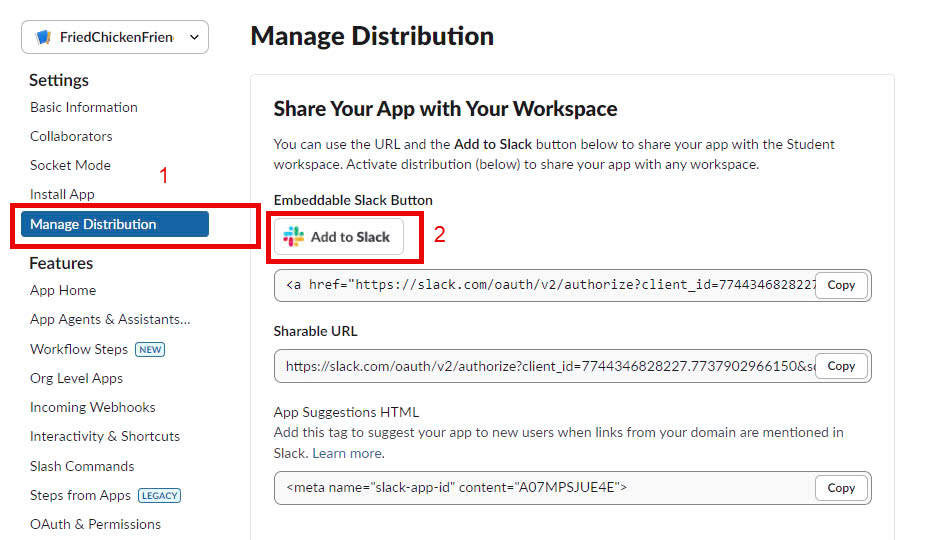 FriedChickenFrien
Manage Distribution
Settings
Basic Information
Collaborators
Socket Mode
1
Install App
Manage Distribution
Features
App Home
App Agents & Assistants...
Workflow Steps NEW
Org Level Apps
Incoming Webhooks
Interactivity & Shortcuts
Slash Commands
Steps from Apps LEGACY
OAuth & Permissions
Share Your App with Your Workspace
You can use the URL and the Add to Slack button below to share your app with the Student
workspace. Activate distribution (below) to share your app with any workspace.
Embeddable Slack Button
Add to Slack
2
<a href="https://slack.com/oauth/v2/authorize?client_id=7744346828227 Copy
Sharable URL
https://slack.com/oauth/v2/authorize?client_id=7744346828227.7737902966150&s Copy
App Suggestions HTML
Add this tag to suggest your app to new users when links from your domain are mentioned in
Slack. Learn more.
<meta name="slack-app-id" content="A07MPSJUE4E"> Copy